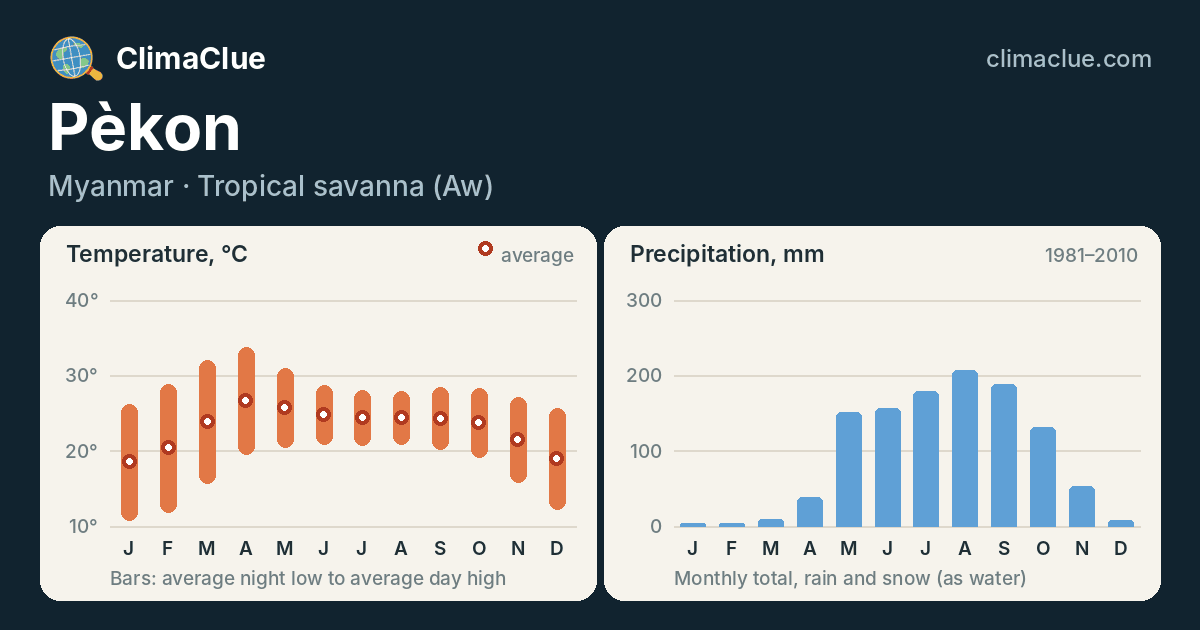 ClimaClue
climaclue.com
Pèkon
Myanmar · Tropical savanna (Aw)
Temperature, °C
average
40°
30°
20°
10°
J F M A M J J A S O N D
Bars: average night low to average day high
Precipitation, mm
1981–2010
300
200
100
0
J F M A M J J A S O N D
Monthly total, rain and snow (as water)